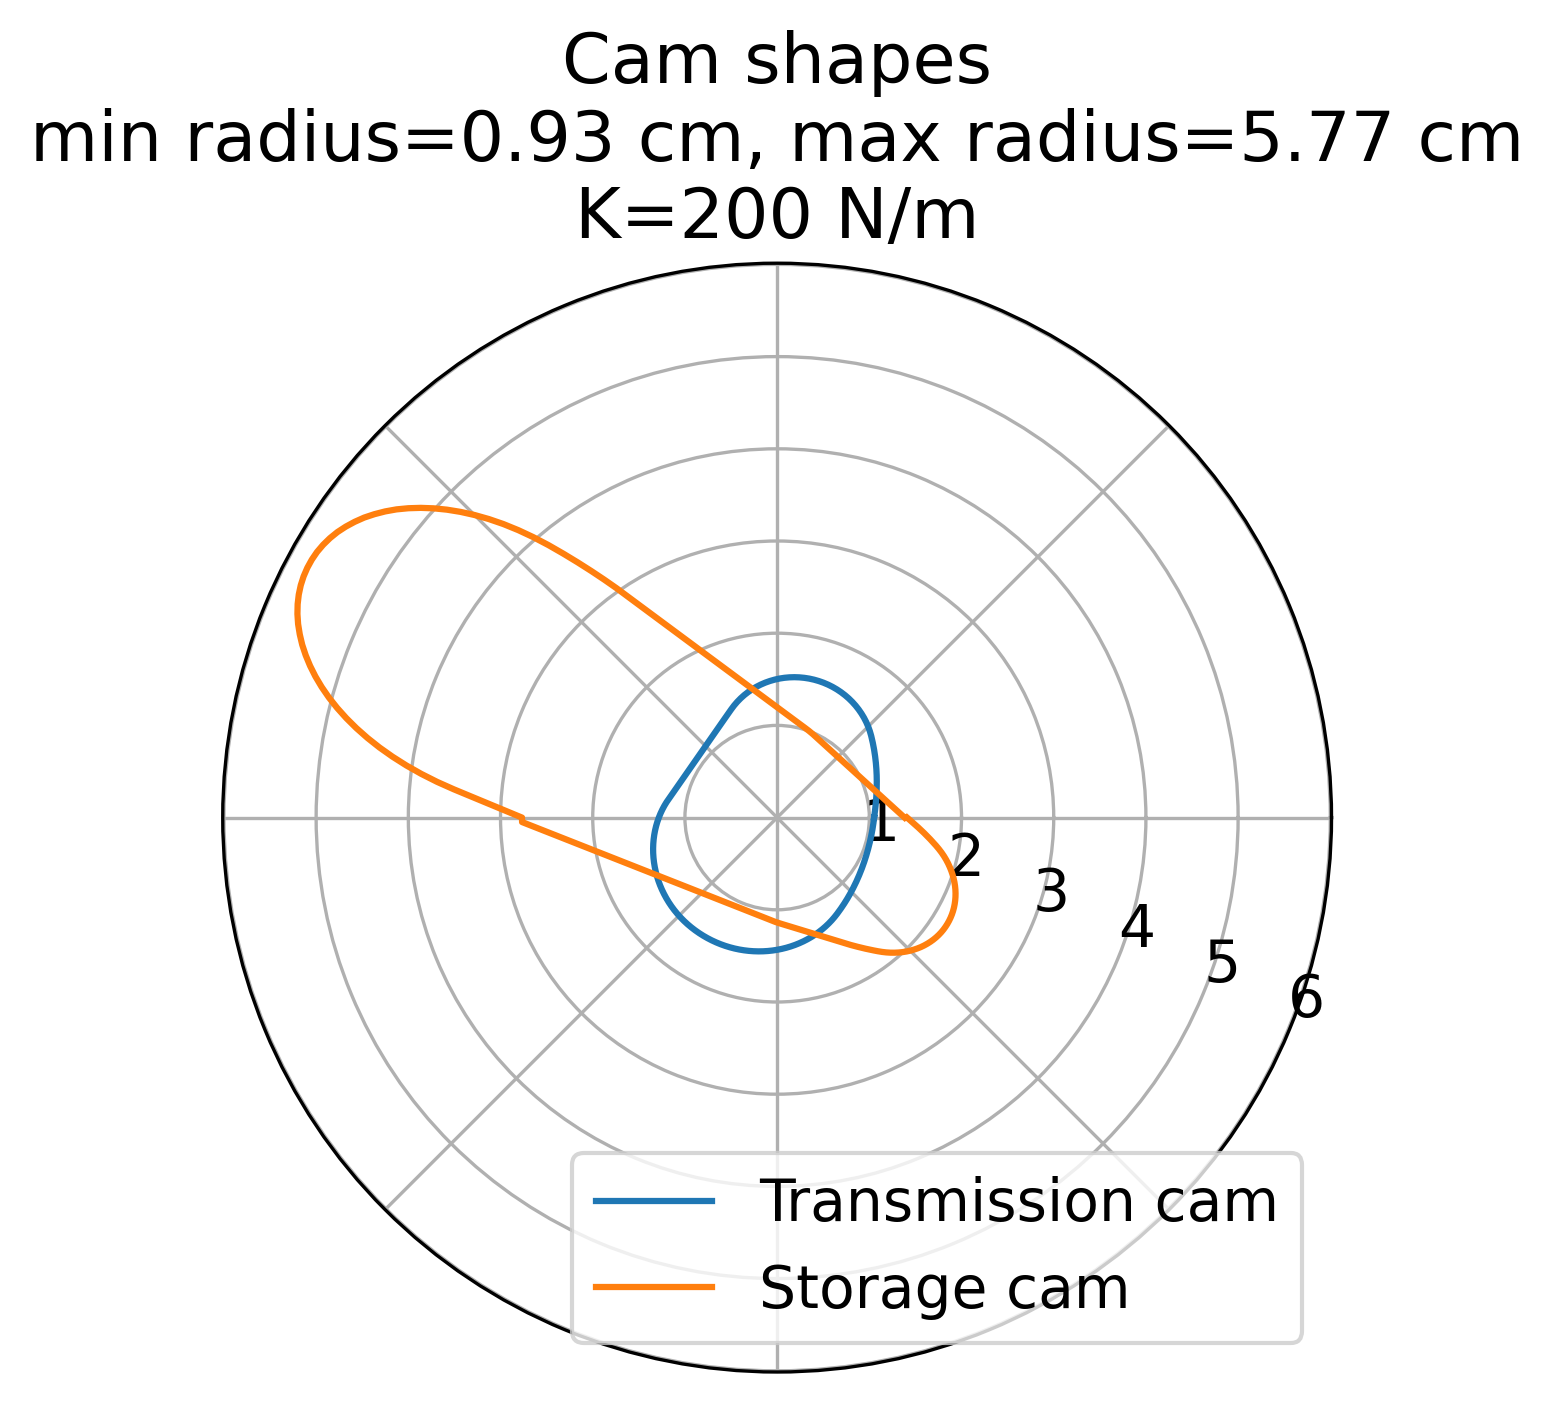 Cam shapes
min radius=0.93 cm, max radius=5.77 cm
K=200 N/m
1
2
3
4
5
6
Transmission cam
Storage cam